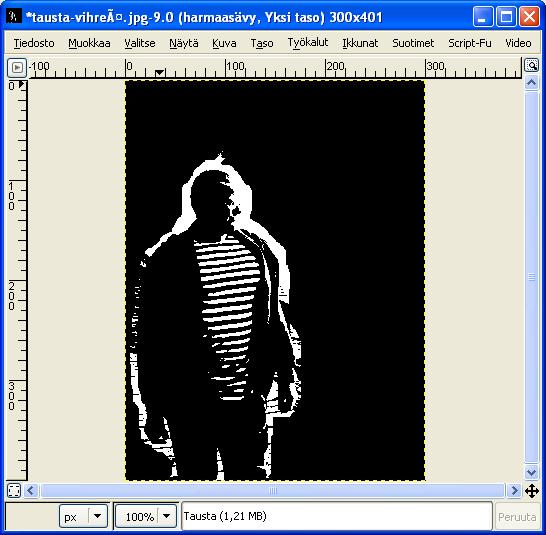 *tausta-vihreÃ¤.jpg-9.0 (harmaasävy, Yksi taso) 300x401
Tiedosto Muokkaa Valitse Näytä Kuva Taso Työkalut Ikkunat Suotimet Script-Fu Video
-100 0 100 200 300
0
100
200
300
px 100% Tausta (1,21 MB) Peruuta